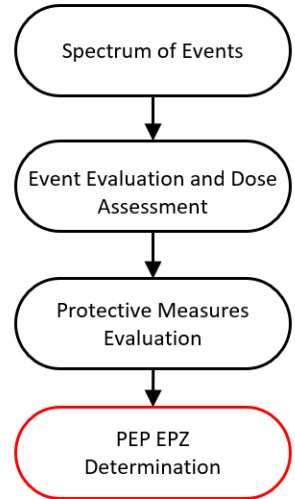 Spectrum of Events
Event Evaluation and Dose
Assessment
Protective Measures
Evaluation
PEP EPZ
Determination